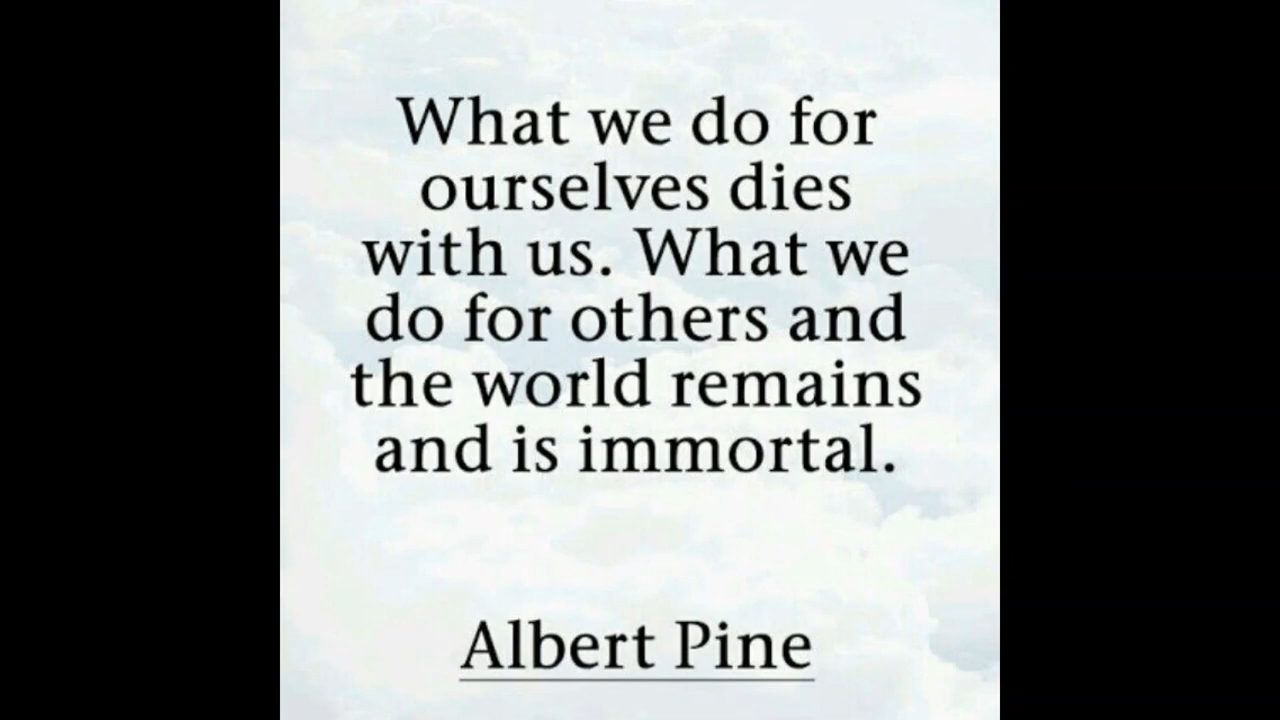 What we do for
ourselves dies
with us. What we
do for others and
the world remains
and is immortal.
Albert Pine